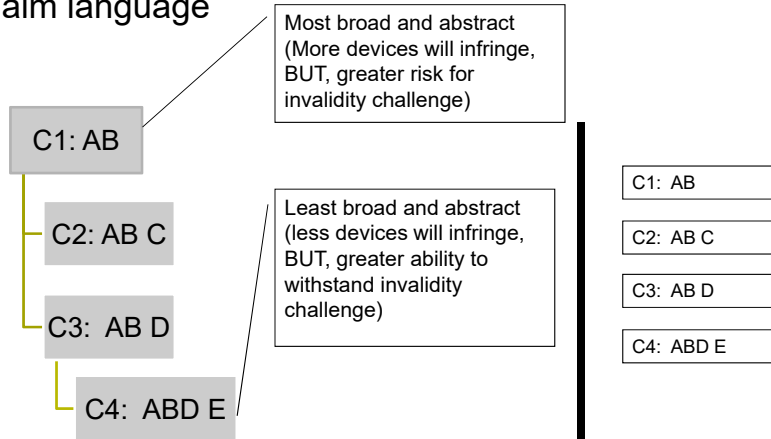 aim language
Most broad and abstract
(More devices will infringe,
BUT, greater risk for
invalidity challenge)
C1: AB
C2: AB C
C3: AB D
C4: ABD E
Least broad and abstract
(less devices will infringe,
BUT, greater ability to
withstand invalidity
challenge)
C1: AB
C2: AB C
C3: AB D
C4: ABD E